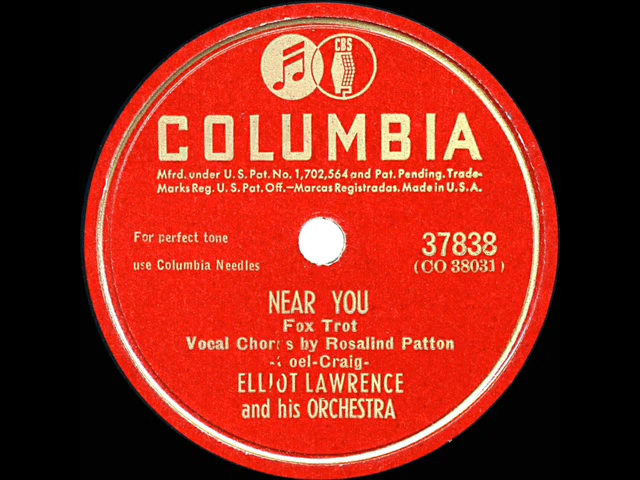 CBS
COLUMBIA
Mfrd. under U.S. Pat. No. 1,702,564 and Pat. Pending. Trade-
Marks Reg. U.S. Pat. Off.—Marcas Registradas. Made in U.S.A.
For perfect tone
use Columbia Needles
37838
(CO 38031)
NEAR YOU
Fox Trot
Vocal by Rosalind Patton
-Craig-
ELLIOT LAWRENCE
and his ORCHESTRA